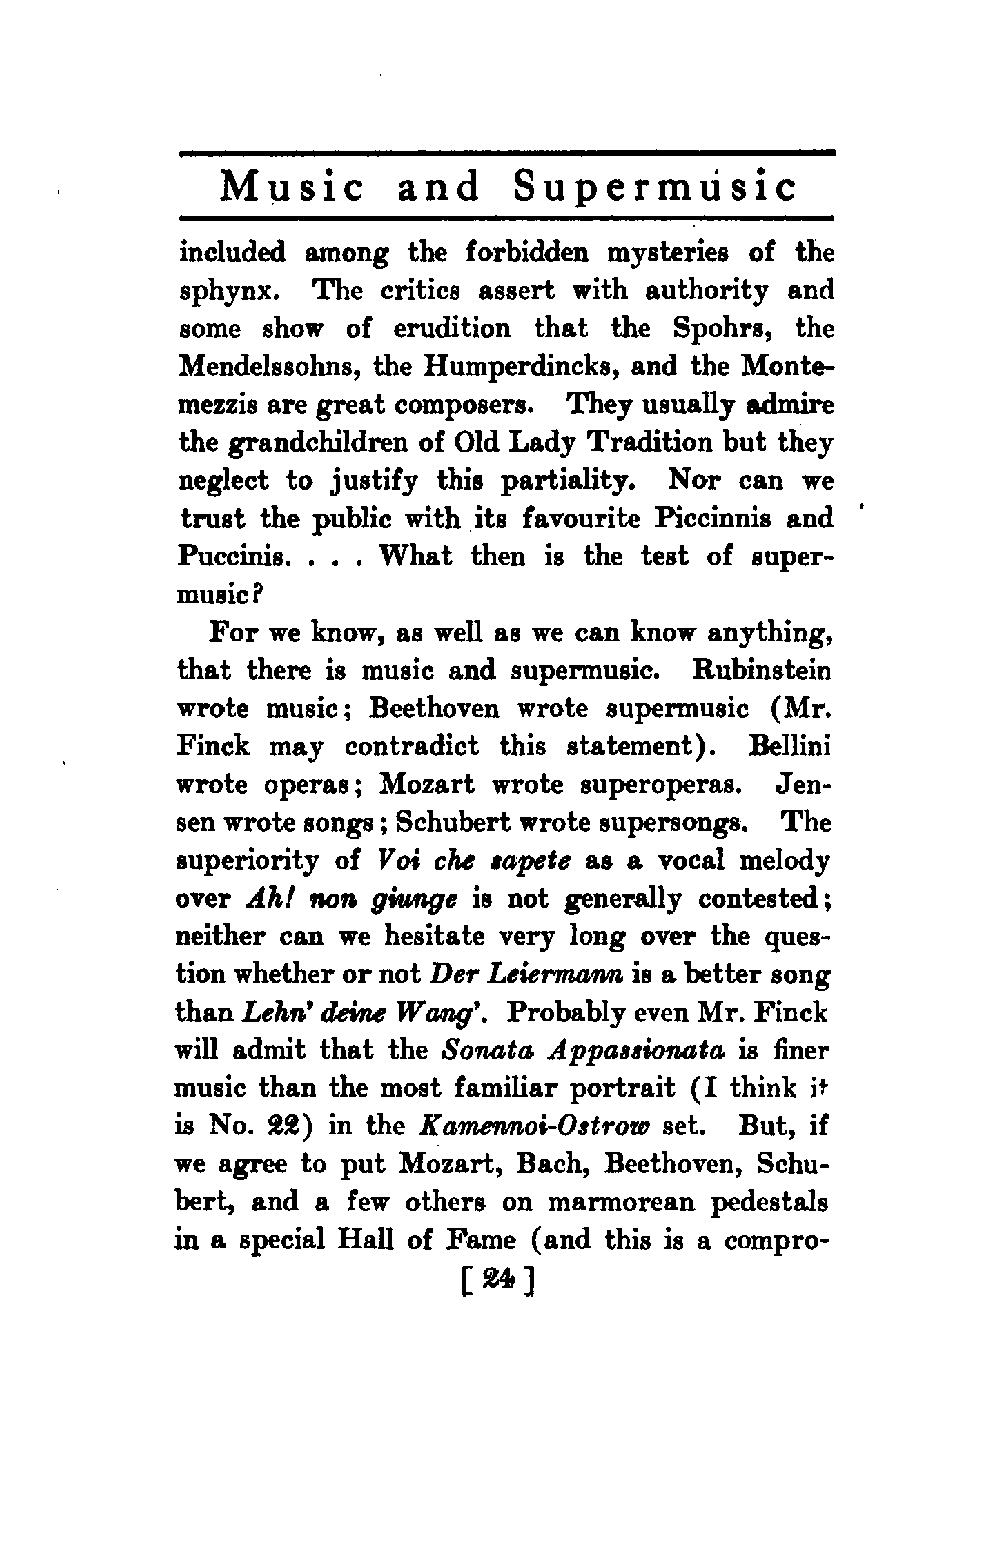 Music and Supermusic
included among the forbidden mysteries of the
sphynx. The critics assert with authority and
some show of erudition that the Spohrs, the
Mendelssohns, the Humperdincks, and the Monte-
mezzis are great composers. They usually admire
the grandchildren of Old Lady Tradition but they
neglect to justify this partiality. Nor can we
trust the public with its favourite Piccinnis and
Puccinis. . . . What then is the test of super-
music?
For we know, as well as we can know anything,
that there is music and supermusic. Rubinstein
wrote music; Beethoven wrote supermusic (Mr.
Finck may contradict this statement). Bellini
wrote operas; Mozart wrote superoperas. Jen-
sen wrote songs; Schubert wrote supersongs. The
superiority of Voi che sapete as a vocal melody
over Ah! non giunge is not generally contested;
neither can we hesitate very long over the ques-
tion whether or not Der Leiermann is a better song
than Lehn' deine Wang'. Probably even Mr. Finck
will admit that the Sonata Appassionata is finer
music than the most familiar portrait (I think it
is No. 22) in the Kamennoi-Ostrow set. But, if
we agree to put Mozart, Bach, Beethoven, Schu-
bert, and a few others on marmorean pedestals
in a special Hall of Fame (and this is a compro-
[24]